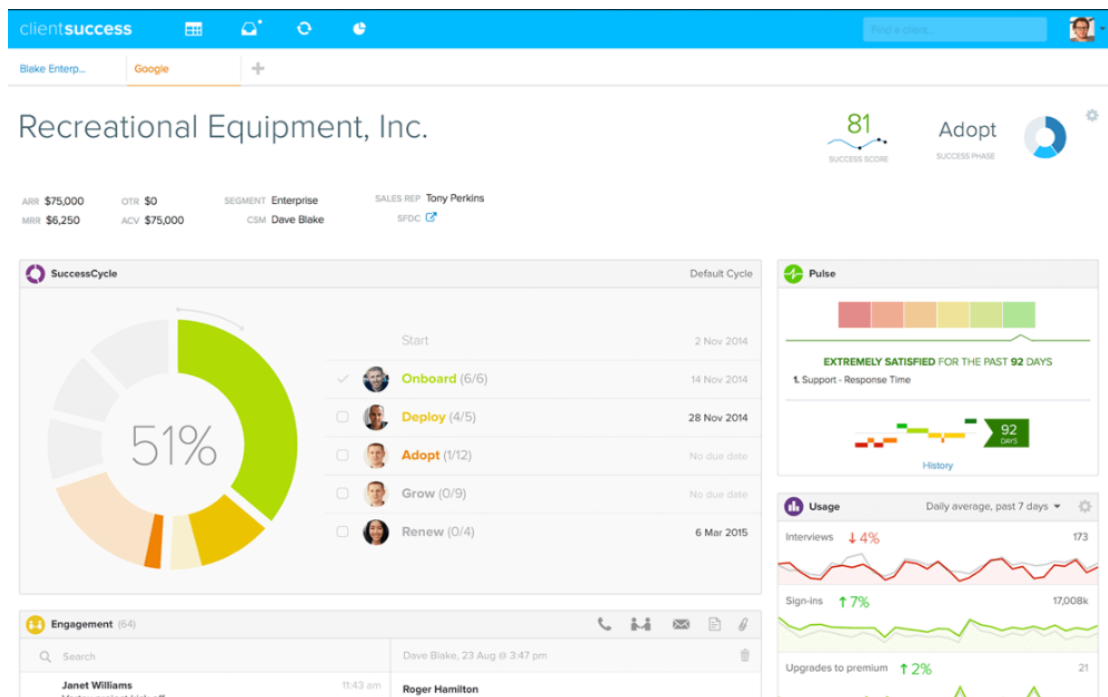 clientsuccess
Find a client...
Blake Enterp...
Google
Recreational Equipment, Inc.
81
SUCCESS SCORE
Adopt
SUCCESS PHASE
ARR $75,000
OTR $0
SEGMENT Enterprise
SALES REP Tony Perkins
MRR $6,250
ACV $75,000
CSM Dave Blake
SFDC
SuccessCycle
Default Cycle
51%
Start
2 Nov 2014
Onboard (6/6)
14 Nov 2014
Deploy (4/5)
28 Nov 2014
Adopt (1/12)
No due date
Grow (0/9)
No due date
Renew (0/4)
6 Mar 2015
Pulse
EXTREMELY SATISFIED FOR THE PAST 92 DAYS
1. Support - Response Time
92
DAYS
History
Usage
Daily average, past 7 days
Interviews
4%
173
Sign-ins
7%
17,008k
Upgrades to premium
2%
21
Engagement (64)
Search
Dave Blake, 23 Aug @ 3:47 pm
Janet Williams
11:43 am
Roger Hamilton